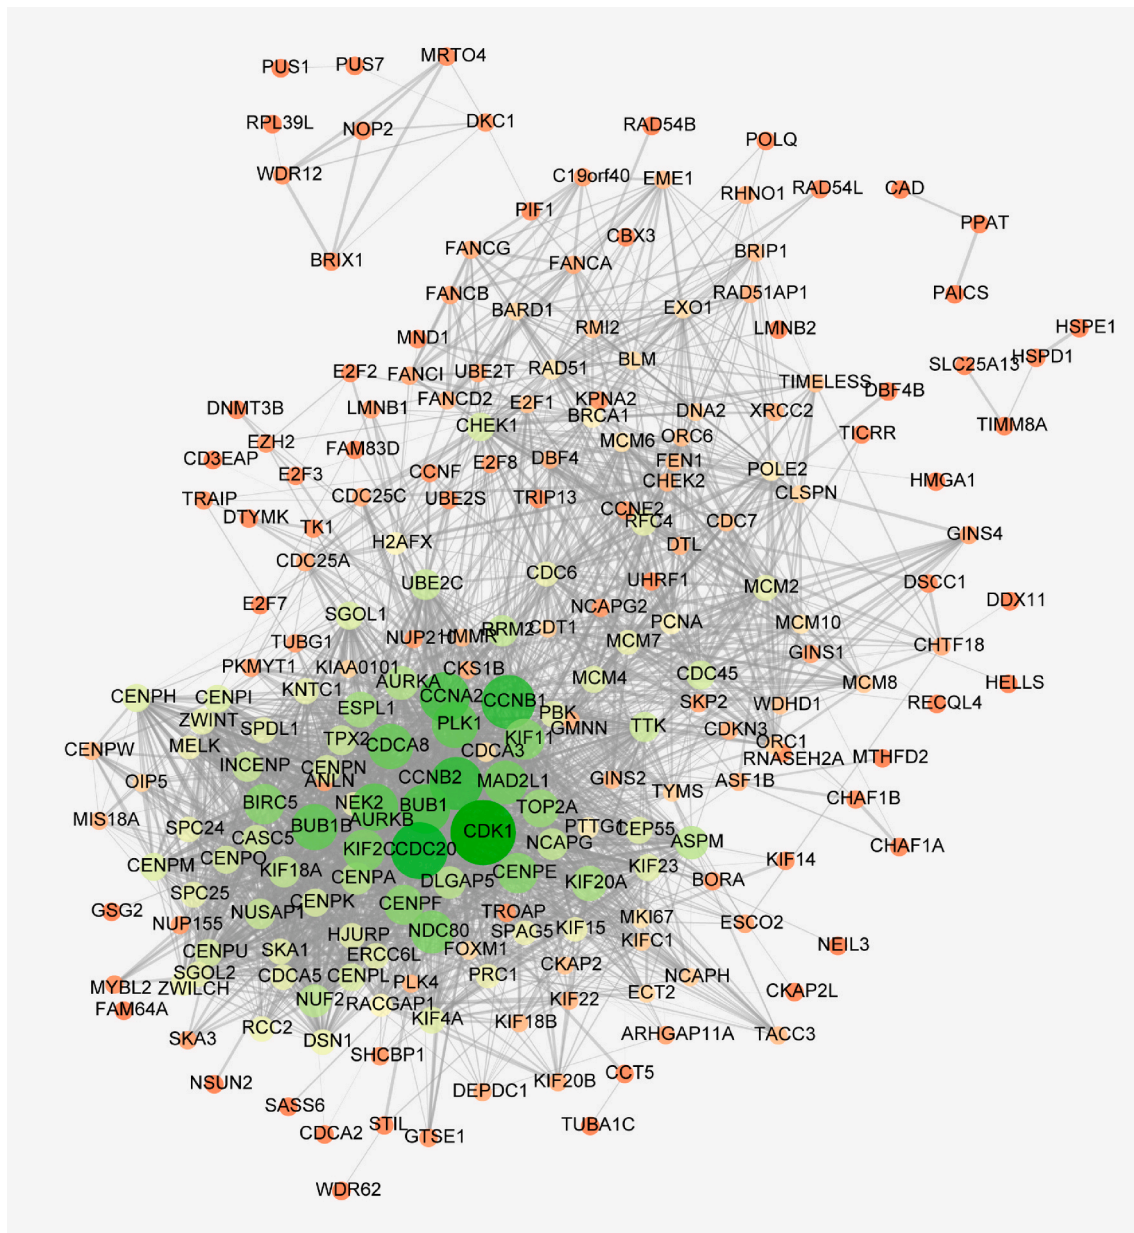 MRTO4
PUS1
PUS7
RPL39L
NOP2
DKC1
RAD54B
POLQ
WDR12
C19orf40
EME1
RHNO1
RAD54L
CAD
PIF1
PPAT
CBX3
BRIX1
FANCG
FANCA
BRIP1
FANCB
BARD1
EXO1
RAD51AP1
PAICS
MND1
RMI2
LMNB2
HSPE1
E2F2
FANCI
UBE2T
RAD51
BLM
TIMELESS
SLC25A13
HSPD1
DNMT3B
LMNB1
FANCD2
E2F1
KPNA2
BRCA1
DNA2
XRCC2
DBF4B
CHEK1
TIMM8A
EZH2
FAM83D
MCM6
ORC6
TICRR
CD3EAP
E2F3
CCNF
E2F8
DBF4
FEN1
CHEK2
POLE2
HMGA1
TRAIP
CDC25C
UBE2S
TRIP13
CLSPN
DTYMK
TK1
CCNE2
RFC4
CDC7
H2AFX
DTL
GINS4
CDC25A
UBE2C
CDC6
UHRF1
MCM2
DSCC1
E2F7
SGOL1
NCAPG2
DDX11
TUBG1
NUP210
HMMR
RRM2
CDT1
PCNA
MCM10
MCM7
GINS1
CHTF18
PKMYT1
KIAA0101
CKS1B
AURKA
MCM4
CDC45
MCM8
HELLS
CENPH
CENPI
KNTC1
CCNA2
CCNB1
SKP2
WDHD1
RECQL4
ZWINT
ESPL1
PBK
SPDL1
PLK1
GMNN
TTK
CDKN3
MELK
TPX2
CDCA8
KIF11
ORC1
CENPW
CDCA3
RNASEH2A
MTHFD2
INCENP
CENPN
CCNB2
MAD2L1
GINS2
TYMS
ASF1B
OIP5
ANLN
BIRC5
NEK2
BUB1
TOP2A
CHAF1B
MIS18A
SPC24
BUB1B
AURKB
CDK1
PTTG1
CEP55
CASC5
NCAPG
ASPM
CHAF1A
CENPM
CENPO
KIF2C
CDC20
KIF23
KIF14
KIF18A
CENPA
DLGAP5
CENPE
KIF20A
BORA
SPC25
CENPK
CENPF
TROAP
GSG2
NUP155
NUSAP1
MKI67
ESCO2
HJURP
NDC80
SPAG5
KIF15
KIFC1
NEIL3
CENPU
SKA1
ERCC6L
FOXM1
CKAP2
SGOL2
CDCA5
CENPL
PLK4
PRC1
NCAPH
MYBL2
ZWILCH
NUF2
RACGAP1
KIF22
ECT2
CKAP2L
FAM64A
RCC2
KIF4A
KIF18B
SKA3
DSN1
ARHGAP11A
TACC3
SHCBP1
NSUN2
DEPDC1
KIF20B
CCT5
SASS6
STIL
CDCA2
GTSE1
TUBA1C
WDR62